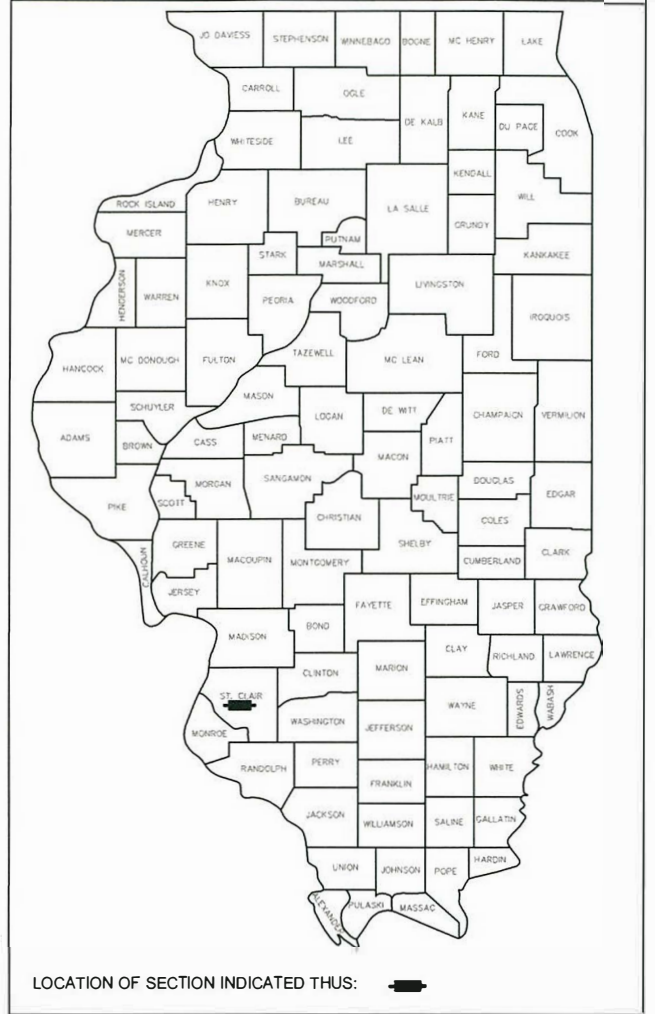 JO DAVIESS STEPHENSON WINNEBAGO BOONE MC HENRY LAKE
CARROLL OGLE DE KALB KANE DU PAGE COOK
WHITESIDE LEE KENDALL
ROCK ISLAND HENRY BUREAU LA SALLE GRUNDY WILL
MERCER STARK PUTNAM MARSHALL KANKAKEE
HENDERSON WARREN KNOX PEORIA WOODFORD LIVINGSTON IROQUOIS
HANCOCK MC DONOUGH FULTON TAZEWELL MC LEAN FORD
SCHUYLER MASON LOGAN DE WITT CHAMPAIGN VERMILION
ADAMS BROWN CASS MENARD MACON PIATT
PIKE SCOTT MORGAN SANGAMON CHRISTIAN MOULTRIE DOUGLAS EDGAR
COLES
CALHOUN GREENE MACOUPIN MONTGOMERY SHELBY CUMBERLAND CLARK
JERSEY FAYETTE EFFINGHAM JASPER CRAWFORD
MADISON BOND CLAY RICHLAND LAWRENCE
CLINTON MARION
ST. CLAIR WAYNE EDWARDS WABASH
MONROE WASHINGTON JEFFERSON
RANDOLPH PERRY HAMILTON WHITE
FRANKLIN
JACKSON WILLIAMSON SALINE GALLATIN
UNION JOHNSON POPE HARDIN
ALEXANDER PULASKI MASSAC
LOCATION OF SECTION INDICATED THUS: